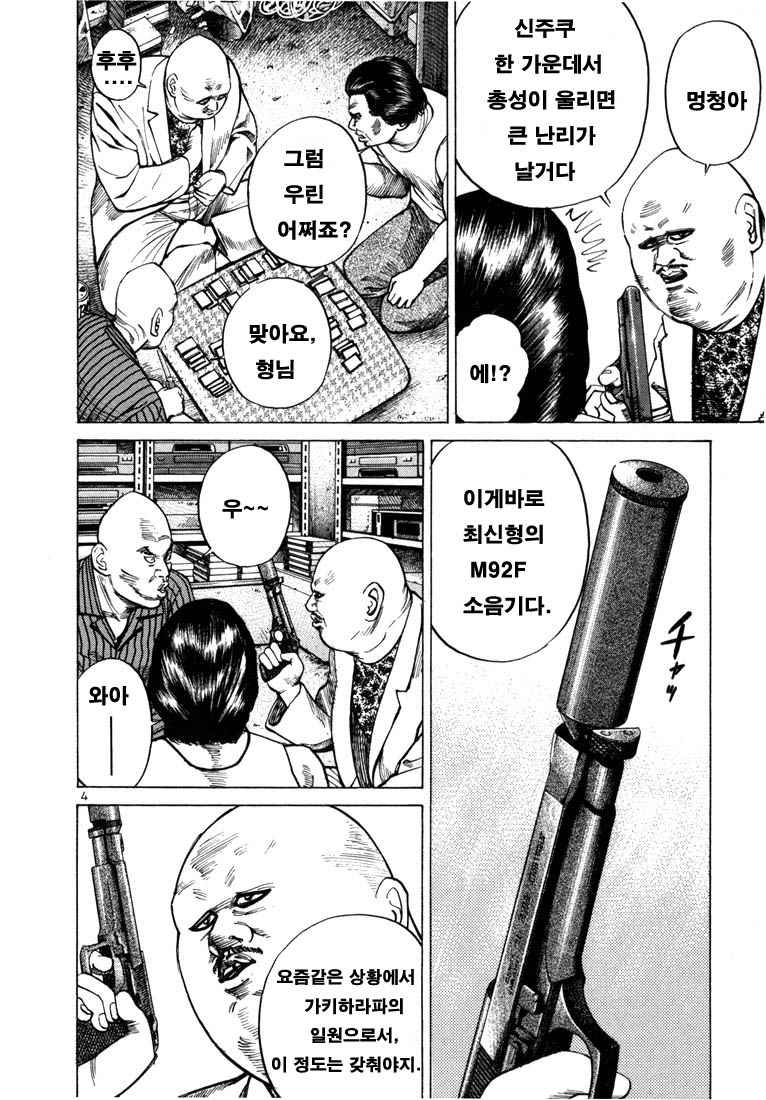 멍청아
신주쿠
한 가운데서
총성이 울리면
큰 난리가
날거다
에!?
후후
....
그럼
우린
어쩌죠?
맞아요,
형님
이게바로
최신형의
M92F
소음기다.
チャッ
우~~
와아
|
4
요즘같은 상황에서
가키하라파의
일원으로서,
이 정도는 갖춰야지.